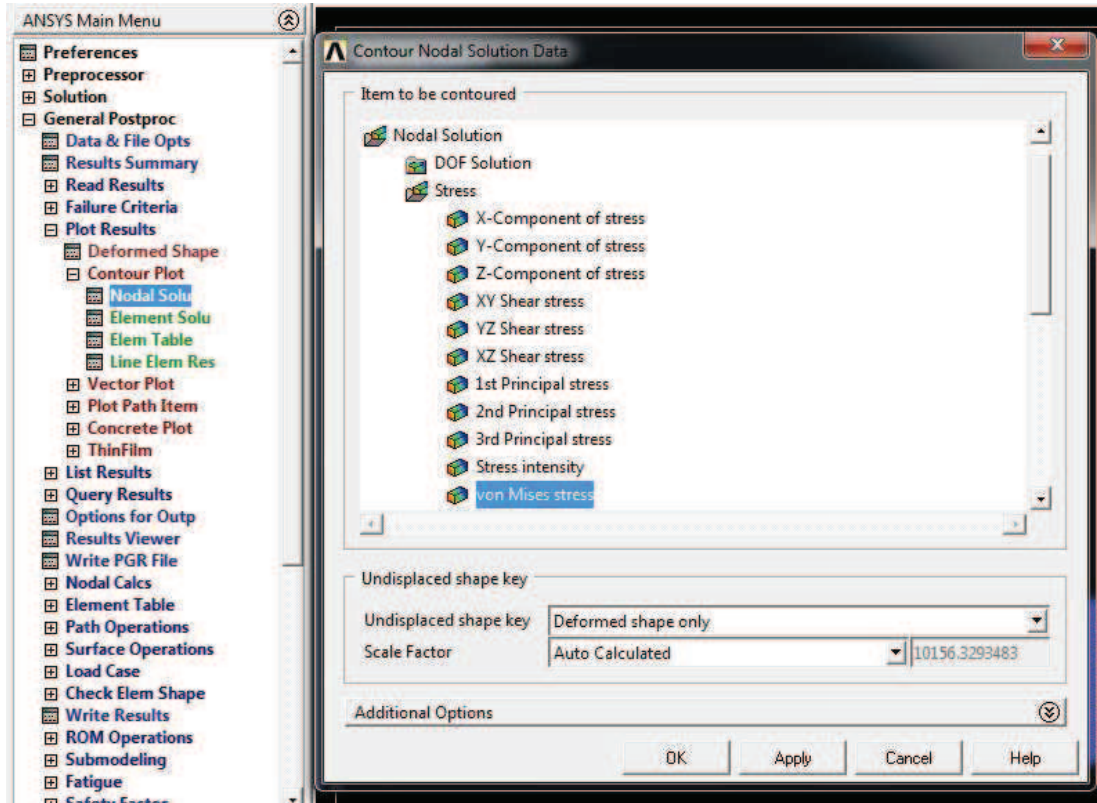 ANSYS Main Menu
Preferences
Preprocessor
Solution
General Postproc
Data & File Opts
Results Summary
Read Results
Failure Criteria
Plot Results
Deformed Shape
Contour Plot
Nodal Solu
Element Solu
Elem Table
Line Elem Res
Vector Plot
Plot Path Item
Concrete Plot
ThinFilm
List Results
Query Results
Options for Outp
Results Viewer
Write PGR File
Nodal Calcs
Element Table
Path Operations
Surface Operations
Load Case
Check Elem Shape
Write Results
ROM Operations
Submodeling
Fatigue
Safety Factor
Contour Nodal Solution Data
Item to be contoured
Nodal Solution
DOF Solution
Stress
X-Component of stress
Y-Component of stress
Z-Component of stress
XY Shear stress
YZ Shear stress
XZ Shear stress
1st Principal stress
2nd Principal stress
3rd Principal stress
Stress intensity
von Mises stress
Undisplaced shape key
Undisplaced shape key Deformed shape only
Scale Factor Auto Calculated 10156.3293483
Additional Options
OK Apply Cancel Help